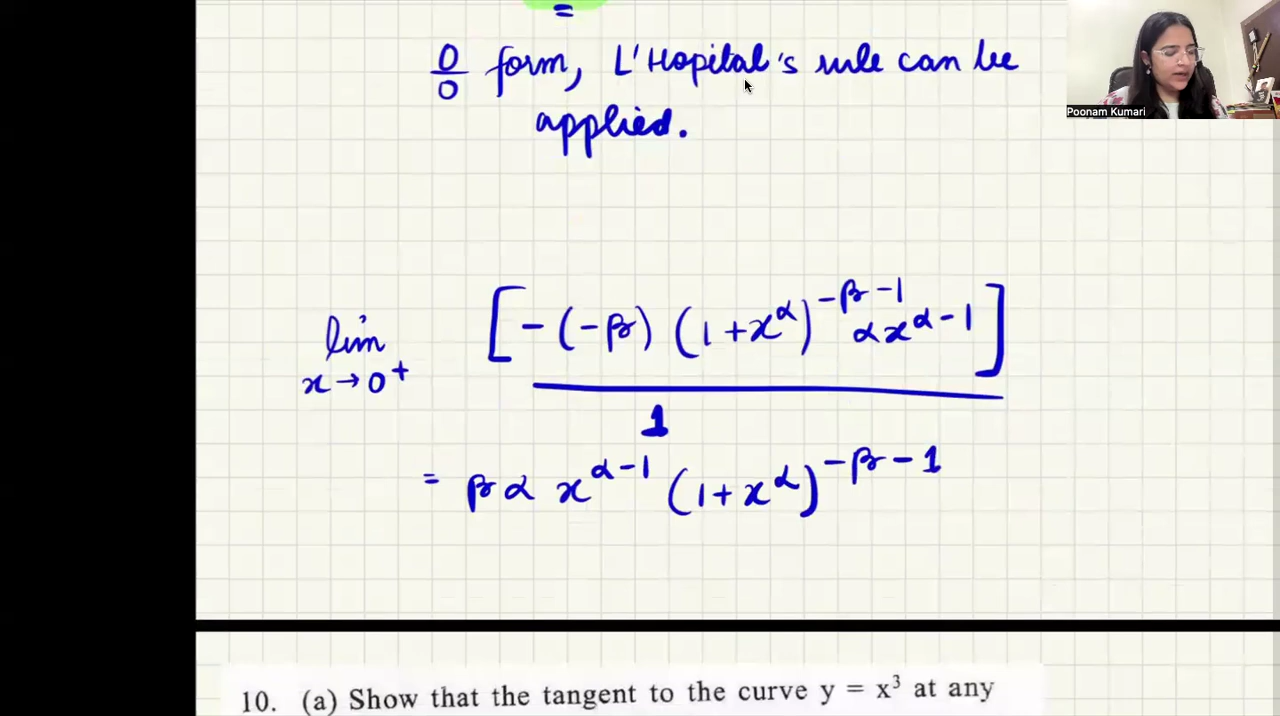 =
0/0 form, L'Hopital's rule can be
applied.
Poonam Kumari
lim x→0⁺ [-(-β) (1+x^α)^{-β-1} αx^{α-1}] / 1
= βα x^{α-1} (1+x^α)^{-β-1}
10. (a) Show that the tangent to the curve y = x³ at any